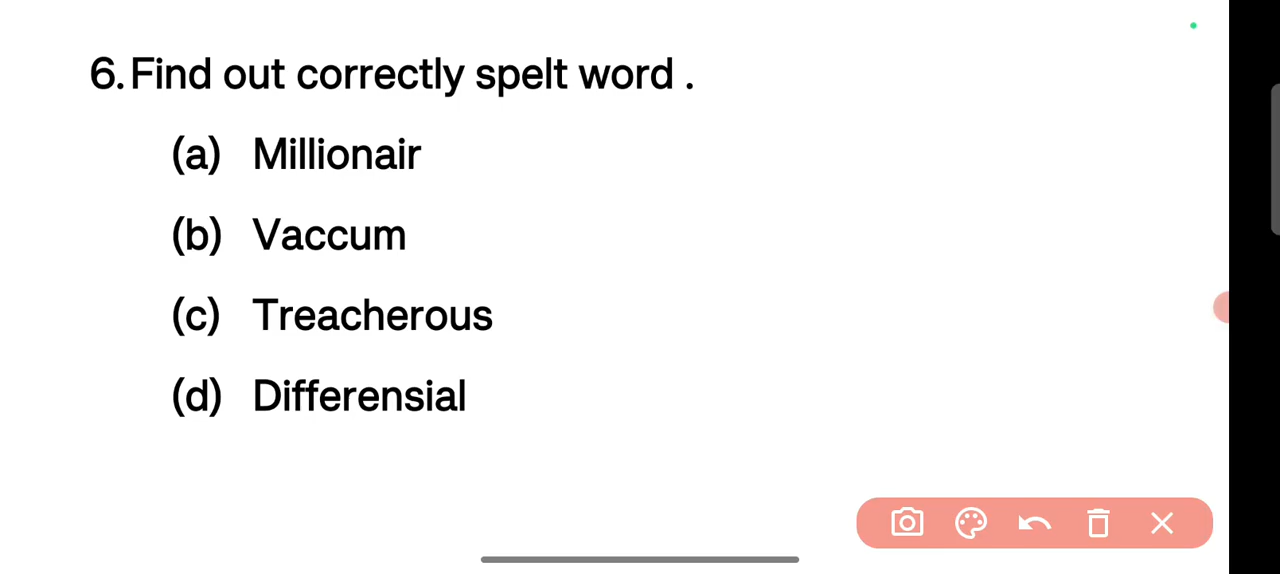 6. Find out correctly spelt word .
(a) Millionair
(b) Vaccum
(c) Treacherous
(d) Differensial